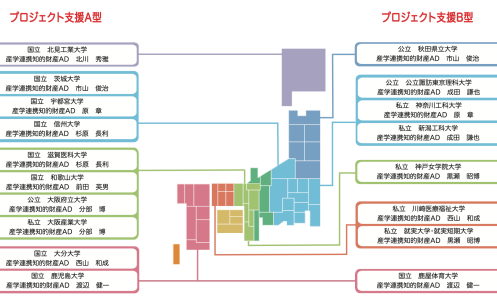 プロジェクト支援A型
国立　北見工業大学
産学連携知的財産AD　北川　秀雅
国立　茨城大学
産学連携知的財産AD　市山　俊治
国立　宇都宮大学
産学連携知的財産AD　原　章
国立　信州大学
産学連携知的財産AD　杉原　長利
国立　滋賀医科大学
産学連携知的財産AD　杉原　長利
国立　和歌山大学
産学連携知的財産AD　前田　英男
公立　大阪府立大学
産学連携知的財産AD　分部　博
私立　大阪産業大学
産学連携知的財産AD　分部　博
国立　大分大学
産学連携知的財産AD　西山　和成
国立　鹿児島大学
産学連携知的財産AD　渡辺　健一
プロジェクト支援B型
公立　秋田県立大学
産学連携知的財産AD　市山　俊治
公立　公立諏訪東京理科大学
産学連携知的財産AD　成田　謙也
私立　神奈川工科大学
産学連携知的財産AD　原　章
私立　新潟工科大学
産学連携知的財産AD　成田　謙也
私立　神戸女学院大学
産学連携知的財産AD　黒瀬　昭博
私立　川崎医療福祉大学
産学連携知的財産AD　西山　和成
私立　就実大学・就実短期大学
産学連携知的財産AD　黒瀬　昭博
国立　鹿屋体育大学
産学連携知的財産AD　渡辺　健一